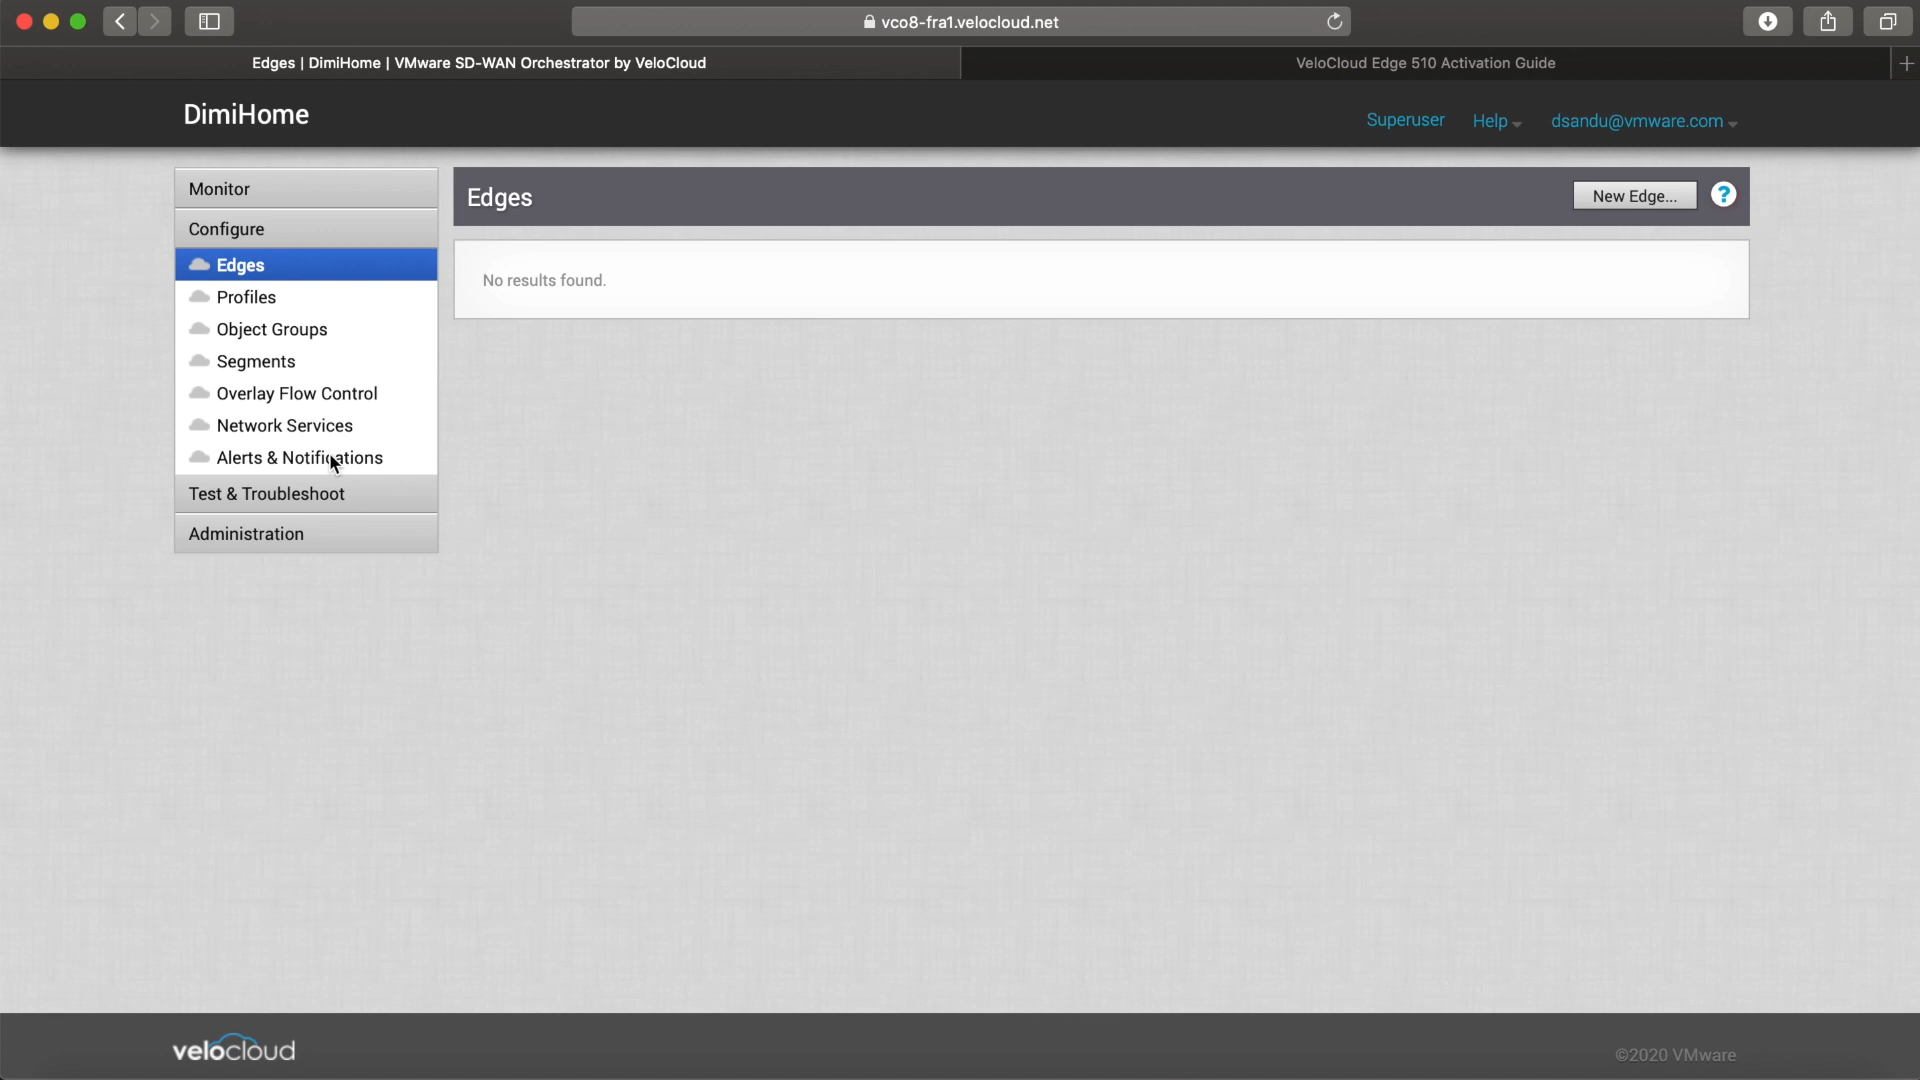 vco8-fra1.velocloud.net
Edges | DimiHome | VMware SD-WAN Orchestrator by VeloCloud
VeloCloud Edge 510 Activation Guide
DimiHome
Superuser
Help
dsandu@vmware.com
Monitor
Configure
Edges
Profiles
Object Groups
Segments
Overlay Flow Control
Network Services
Alerts & Notifications
Test & Troubleshoot
Administration
Edges
New Edge...
?
No results found.
velocloud
©2020 VMware